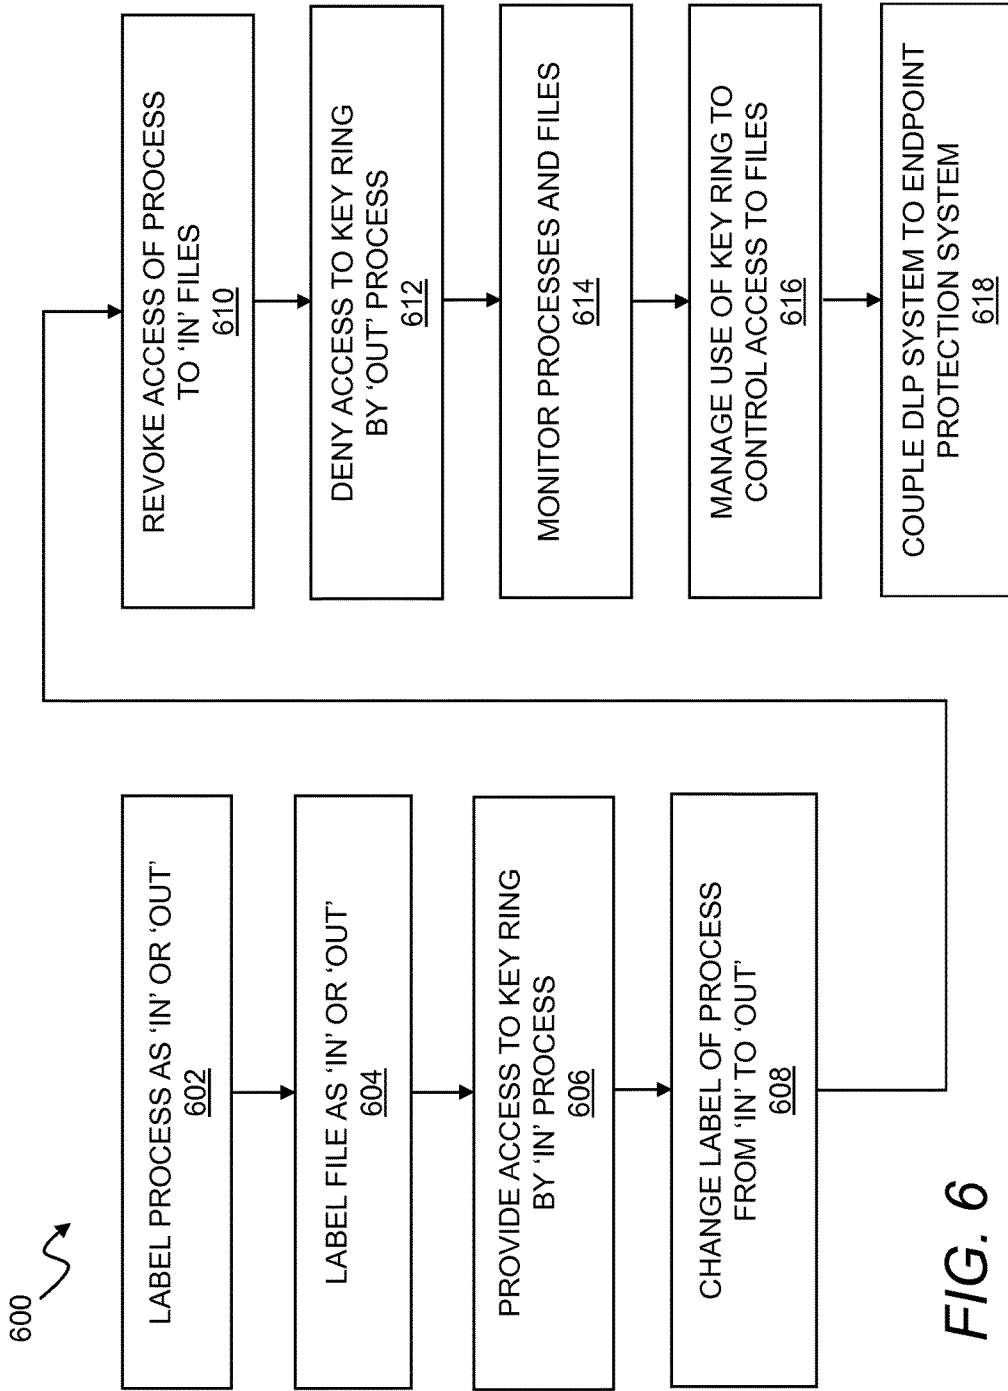 600
LABEL PROCESS AS ‘IN’ OR ‘OUT’
602
LABEL FILE AS ‘IN’ OR ‘OUT’
604
PROVIDE ACCESS TO KEY RING
BY ‘IN’ PROCESS
606
CHANGE LABEL OF PROCESS
FROM ‘IN’ TO ‘OUT’
608
REVOKE ACCESS OF PROCESS
TO ‘IN’ FILES
610
DENY ACCESS TO KEY RING
BY ‘OUT’ PROCESS
612
MONITOR PROCESSES AND FILES
614
MANAGE USE OF KEY RING TO
CONTROL ACCESS TO FILES
616
COUPLE DLP SYSTEM TO ENDPOINT
PROTECTION SYSTEM
618
FIG. 6